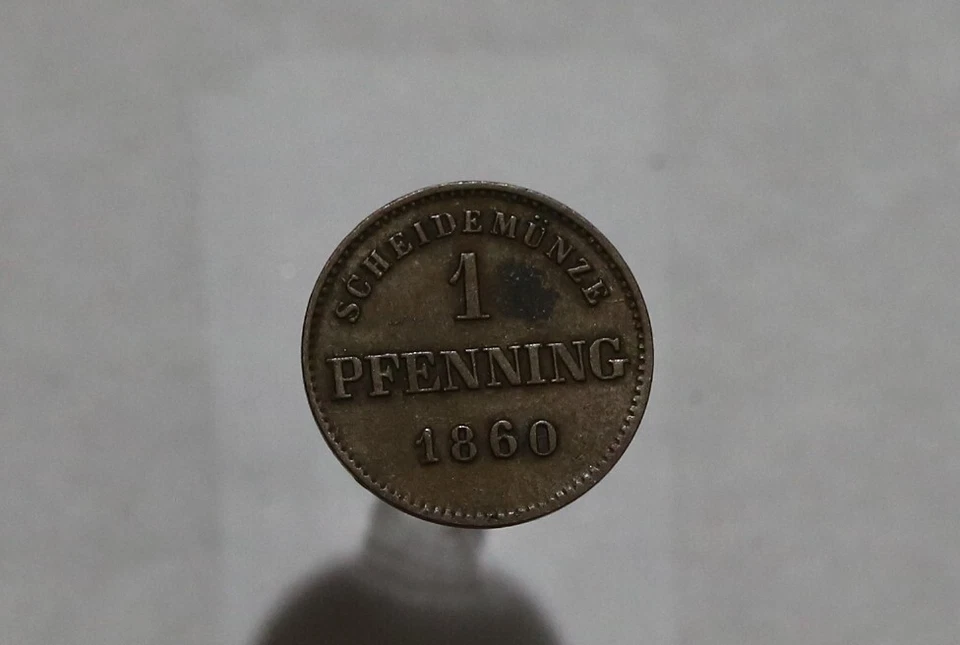 SCHEIDEMÜNZE
1
PFENNING
1860